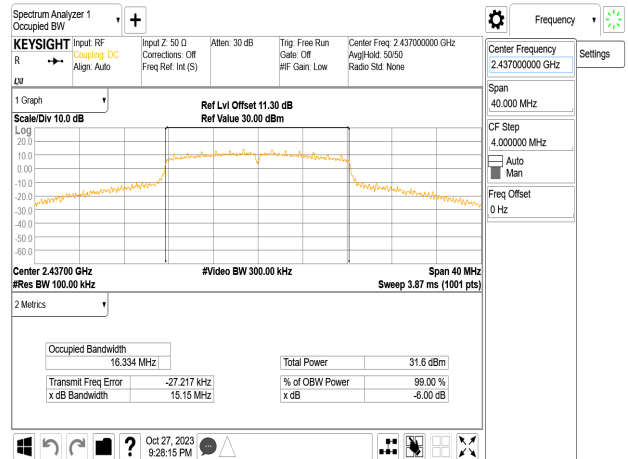 Spectrum Analyzer 1
Occupied BW
Frequency
KEYSIGHT
Input: RF
Coupling: DC
Align: Auto
Input Z: 50 Ω
Corrections: Off
Freq Ref: Int (S)
Atten: 30 dB
Trig: Free Run
Gate: Off
#IF Gain: Low
Center Freq: 2.437000000 GHz
Avg|Hold: 50/50
Radio Std: None
R
LXI
Center Frequency
2.437000000 GHz
Settings
Span
40.000 MHz
CF Step
4.000000 MHz
Auto
Man
Freq Offset
0 Hz
1 Graph
Scale/Div 10.0 dB
Ref Lvl Offset 11.30 dB
Ref Value 30.00 dBm
Log
20.0
10.0
0.00
-10.0
-20.0
-30.0
-40.0
-50.0
-60.0
Center 2.43700 GHz
#Video BW 300.00 kHz
Span 40 MHz
#Res BW 100.00 kHz
Sweep 3.87 ms (1001 pts)
2 Metrics
Occupied Bandwidth
16.334 MHz
Total Power 31.6 dBm
Transmit Freq Error -27.217 kHz
% of OBW Power 99.00 %
x dB Bandwidth 15.15 MHz
x dB -6.00 dB
?
Oct 27, 2023
9:28:15 PM